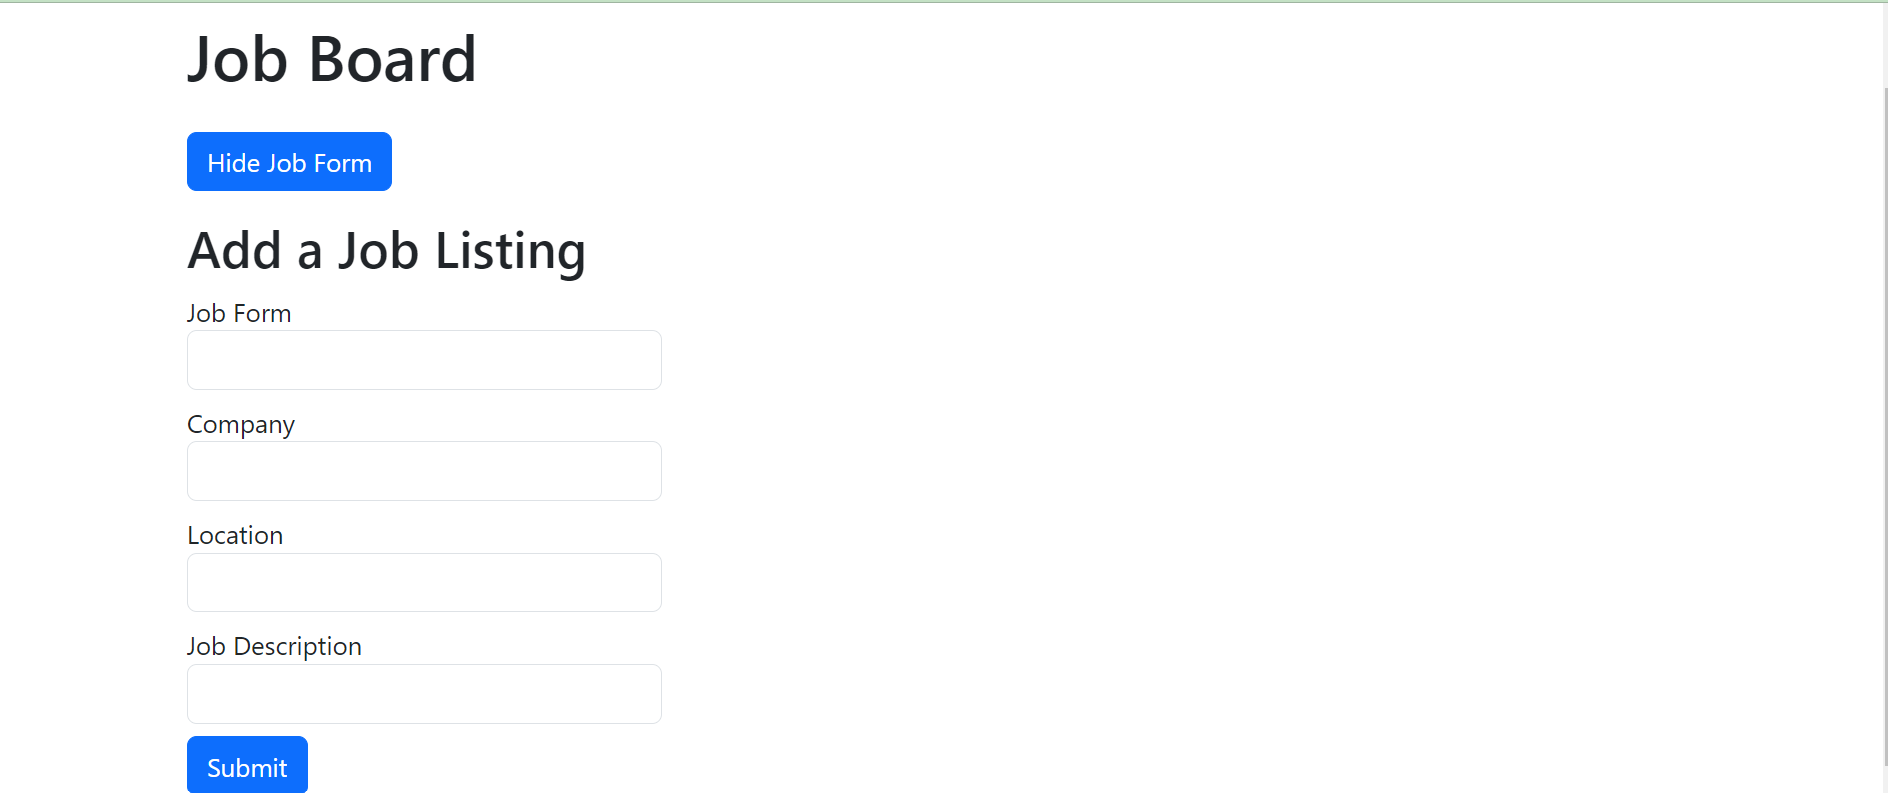 Job Board
Hide Job Form
Add a Job Listing
Job Form
Company
Location
Job Description
Submit